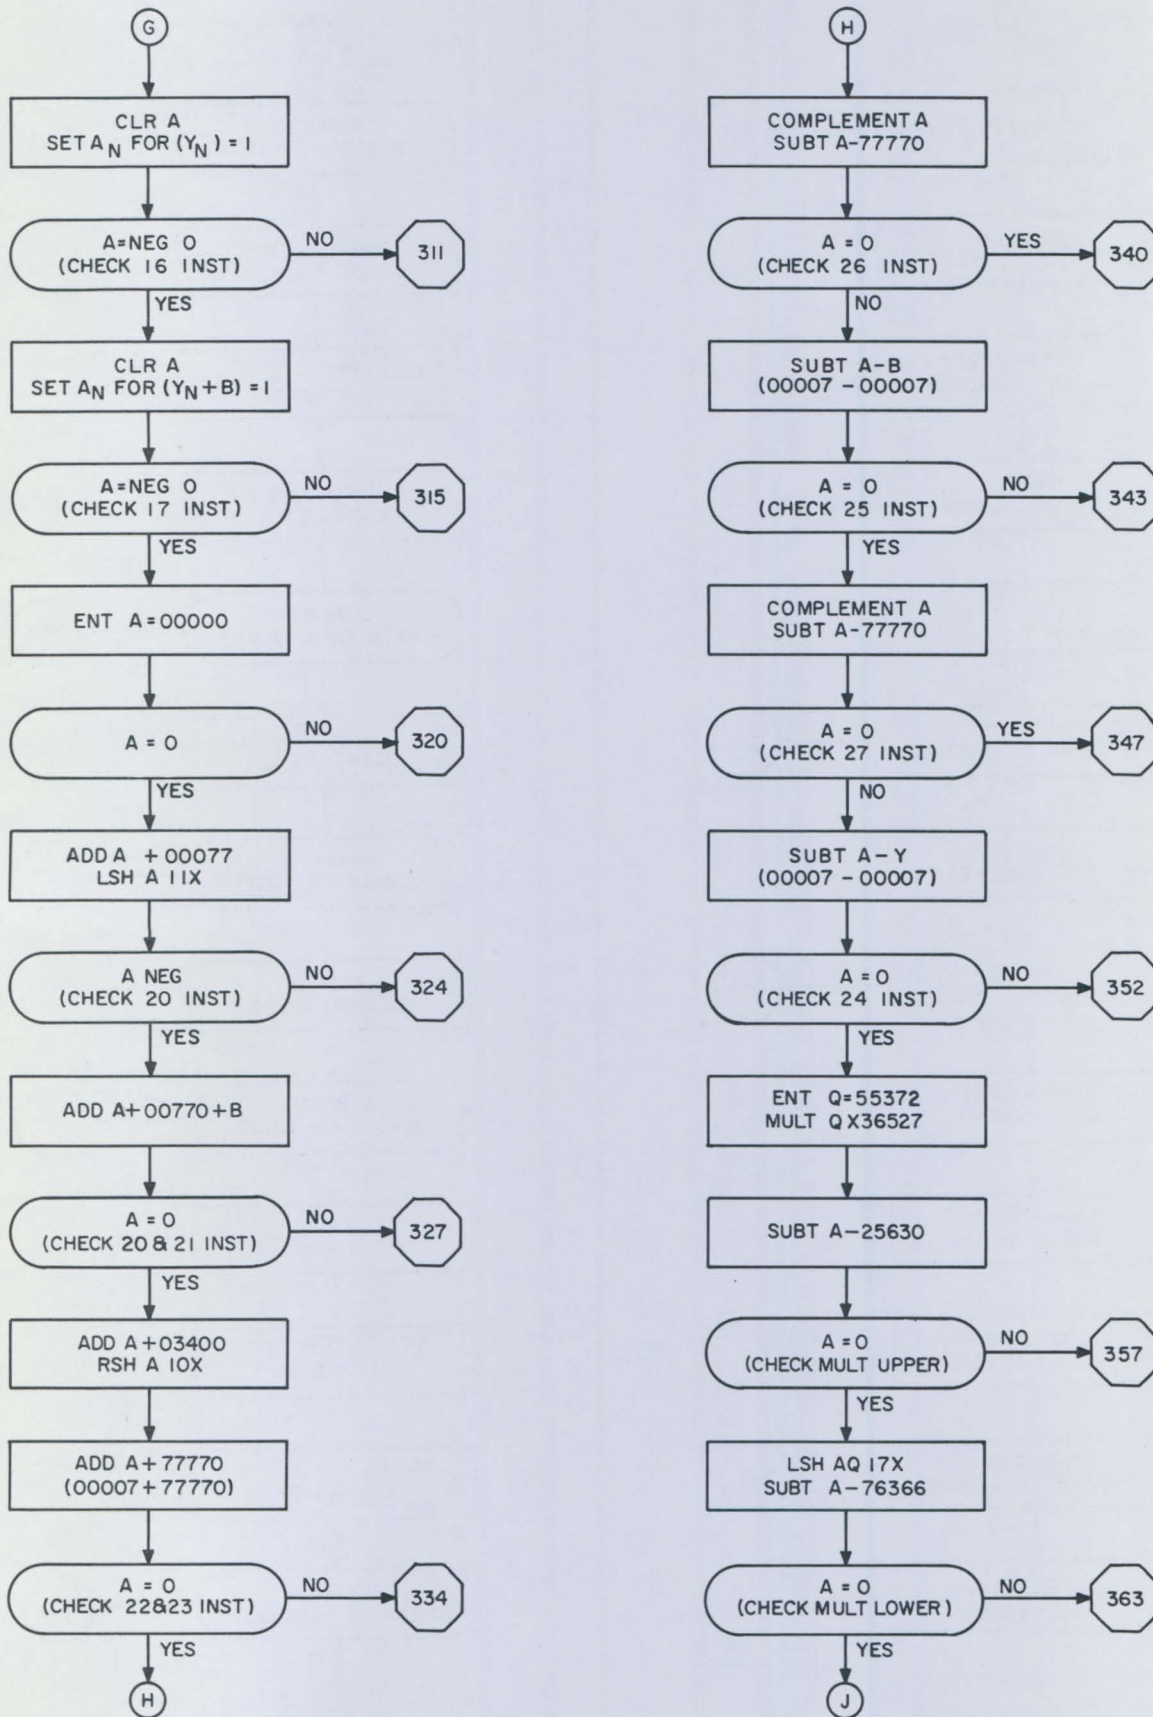 G
CLR A
SET A_N FOR (Y_N) = 1
A=NEG 0
(CHECK 16 INST)
NO
311
YES
CLR A
SET A_N FOR (Y_N+B) = 1
A=NEG 0
(CHECK 17 INST)
NO
315
YES
ENT A=00000
A = 0
NO
320
YES
ADD A +00077
LSH A 11X
A NEG
(CHECK 20 INST)
NO
324
YES
ADD A+00770+B
A = 0
(CHECK 20 & 21 INST)
NO
327
YES
ADD A+03400
RSH A 10X
ADD A+77770
(00007+77770)
A = 0
(CHECK 22&23 INST)
NO
334
YES
H
H
COMPLEMENT A
SUBT A-77770
A = 0
(CHECK 26 INST)
YES
340
NO
SUBT A-B
(00007 - 00007)
A = 0
(CHECK 25 INST)
NO
343
YES
COMPLEMENT A
SUBT A-77770
A = 0
(CHECK 27 INST)
YES
347
NO
SUBT A-Y
(00007 - 00007)
A = 0
(CHECK 24 INST)
NO
352
YES
ENT Q=55372
MULT QX36527
SUBT A-25630
A = 0
(CHECK MULT UPPER)
NO
357
YES
LSH AQ 17X
SUBT A-76366
A = 0
(CHECK MULT LOWER)
NO
363
YES
J